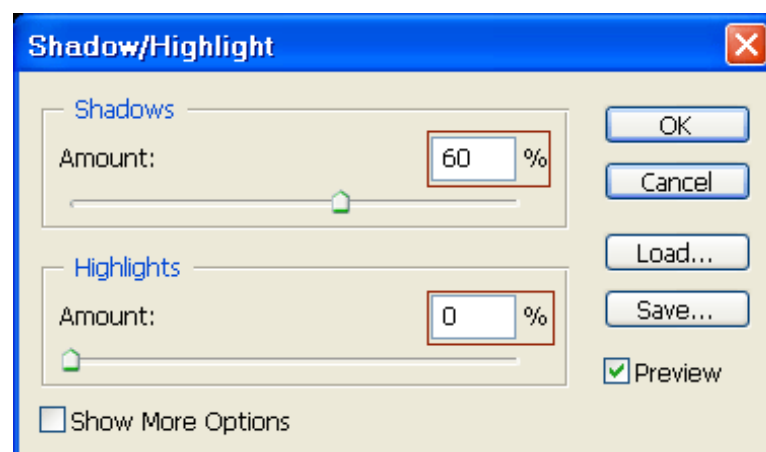 Shadow/Highlight
Shadows
Amount: 60 %
Highlights
Amount: 0 %
Show More Options
OK
Cancel
Load...
Save...
Preview